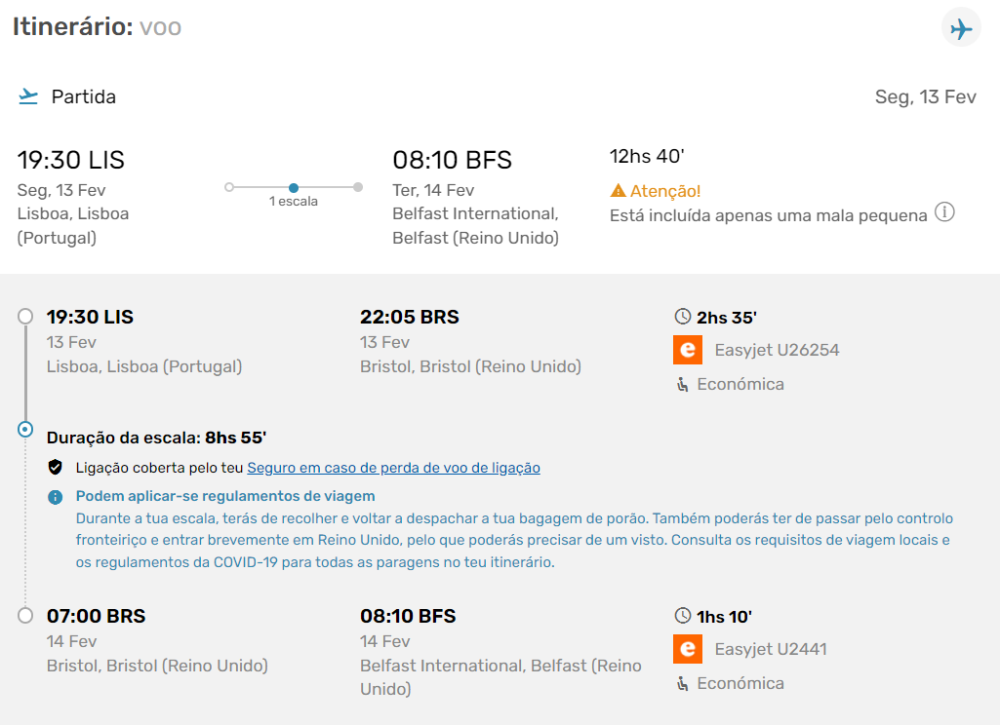 Itinerário: voo
Partida
Seg, 13 Fev
19:30 LIS
Seg, 13 Fev
Lisboa, Lisboa
(Portugal)
1 escala
08:10 BFS
Ter, 14 Fev
Belfast International,
Belfast (Reino Unido)
12hs 40'
Atenção!
Está incluída apenas uma mala pequena
19:30 LIS
13 Fev
Lisboa, Lisboa (Portugal)
22:05 BRS
13 Fev
Bristol, Bristol (Reino Unido)
2hs 35'
e Easyjet U26254
Económica
Duração da escala: 8hs 55'
Ligação coberta pelo teu Seguro em caso de perda de voo de ligação
Podem aplicar-se regulamentos de viagem
Durante a tua escala, terás de recolher e voltar a despachar a tua bagagem de porão. Também poderás ter de passar pelo controlo
fronteiriço e entrar brevemente em Reino Unido, pelo que poderás precisar de um visto. Consulta os requisitos de viagem locais e
os regulamentos da COVID-19 para todas as paragens no teu itinerário.
07:00 BRS
14 Fev
Bristol, Bristol (Reino Unido)
08:10 BFS
14 Fev
Belfast International, Belfast (Reino
Unido)
1hs 10'
e Easyjet U2441
Económica